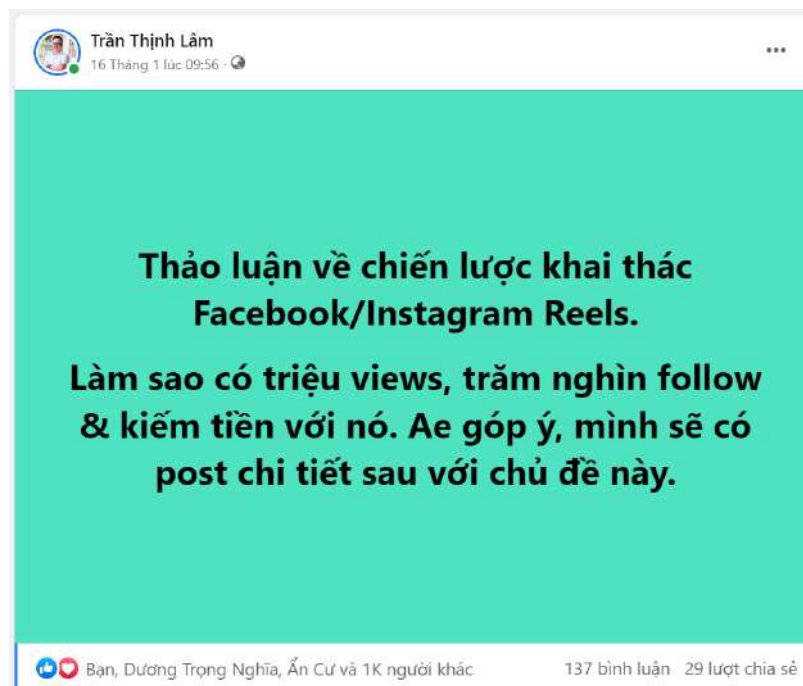 Trần Thịnh Lâm
16 Tháng 1 lúc 09:56 ·
Thảo luận về chiến lược khai thác
Facebook/Instagram Reels.
Làm sao có triệu views, trăm nghìn follow
& kiếm tiền với nó. Ae góp ý, mình sẽ có
post chi tiết sau với chủ đề này.
Bạn, Dương Trọng Nghĩa, Ẩn Cư và 1K người khác 137 bình luận 29 lượt chia sẻ